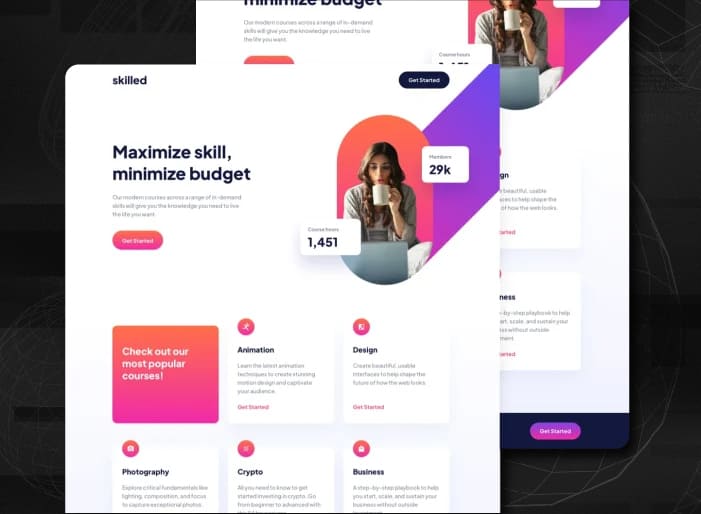 minimize budget
Our modern courses across a range of in-demand
skills will give you the knowledge you need to live
the life you want.
Course hours
skilled
Get Started
Maximize skill,
minimize budget
Our modern courses across a range of in-demand
skills will give you the knowledge you need to live
the life you want.
Get Started
Members
29k
Course hours
1,451
Check out our
most popular
courses!
Animation
Learn the latest animation
techniques to create stunning
motion design and captivate
your audience.
Get Started
Design
Create beautiful, usable
interfaces to help shape the
future of how the web looks.
Get Started
Photography
Explore critical fundamentals like
lighting, composition, and focus
to capture exceptional photos.
Crypto
All you need to know to get
started investing in crypto. Go
from beginner to advanced with
Business
A step-by-step playbook to help
you start, scale, and sustain your
business without outside
gn
beautiful, usable
ces to help shape the
of how the web looks.
tarted
ness
-by-step playbook to help
art, scale, and sustain your
ss without outside
ment.
tarted
Get Started